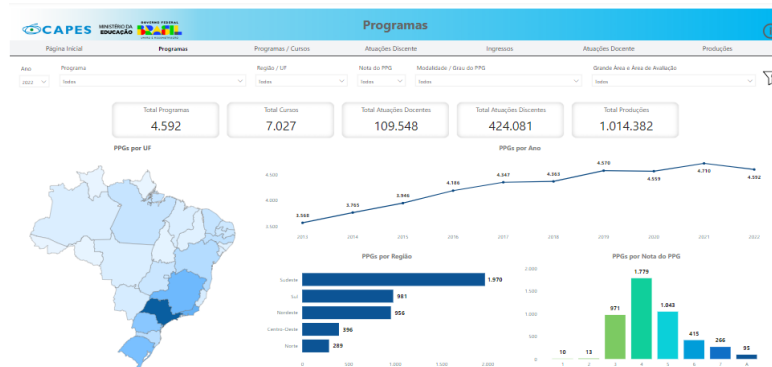 CAPES
MINISTÉRIO DA
EDUCAÇÃO
GOVERNO FEDERAL
BRASIL
Programas
Página Inicial
Programas
Programas / Cursos
Atuações Discente
Ingressos
Atuações Docente
Produções
Ano
Programa
Região / UF
Nota do PPG
Modalidade / Grau do PPG
Grande Área e Área de Avaliação
2022
Todos
Todos
Todos
Todos
Todos
Total Programas
4.592
Total Cursos
7.027
Total Atuações Docentes
109.548
Total Atuações Discentes
424.081
Total Produções
1.014.382
PPGs por UF
PPGs por Ano
4.500
4.000
3.500
3.568
3.765
3.946
4.186
4.347
4.363
4.576
4.559
4.710
4.592
2013
2014
2015
2016
2017
2018
2019
2020
2021
2022
PPGs por Região
Sudeste
1.970
Sul
981
Nordeste
956
Centro-Oeste
396
Norte
289
0
500
1.000
1.500
2.000
PPGs por Nota do PPG
2.000
1.500
1.000
500
0
10
13
971
1.779
1.043
415
266
95
1
2
3
4
5
6
7
A